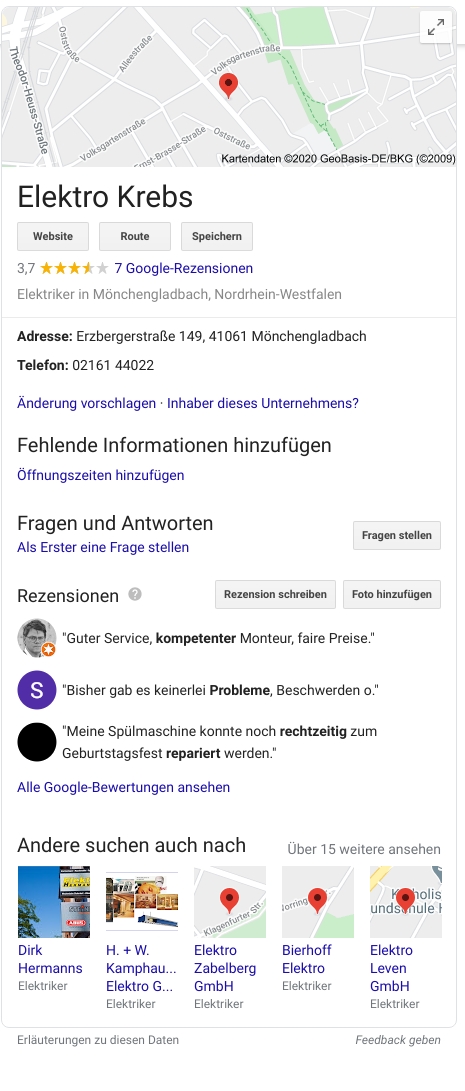 Oststraße
Alleestraße
Volksgartenstraße
Theodor-Heuss-Straße
Volksgartenstraße
Ernst-Brasse-Straße
Oststraße
Kartendaten ©2020 GeoBasis-DE/BKG (©2009)
Elektro Krebs
Website Route Speichern
3,7 7 Google-Rezensionen
Elektriker in Mönchengladbach, Nordrhein-Westfalen
Adresse: Erzbergerstraße 149, 41061 Mönchengladbach
Telefon: 02161 44022
Änderung vorschlagen · Inhaber dieses Unternehmens?
Fehlende Informationen hinzufügen
Öffnungszeiten hinzufügen
Fragen und Antworten
Fragen stellen
Als Erster eine Frage stellen
Rezensionen ? Rezension schreiben Foto hinzufügen
"Guter Service, kompetenter Monteur, faire Preise."
S "Bisher gab es keinerlei Probleme, Beschwerden o."
"Meine Spülmaschine konnte noch rechtzeitig zum
Geburtstagsfest repariert werden."
Alle Google-Bewertungen ansehen
Andere suchen auch nach Über 15 weitere ansehen
Klagenfurter Str.
Dirk Hermanns Elektriker
H. + W. Kamphau... Elektro G... Elektriker
Elektro Zabelberg GmbH Elektriker
Bierhoff Elektro Elektriker
Elektro Leven GmbH Elektriker
Erläuterungen zu diesen Daten Feedback geben